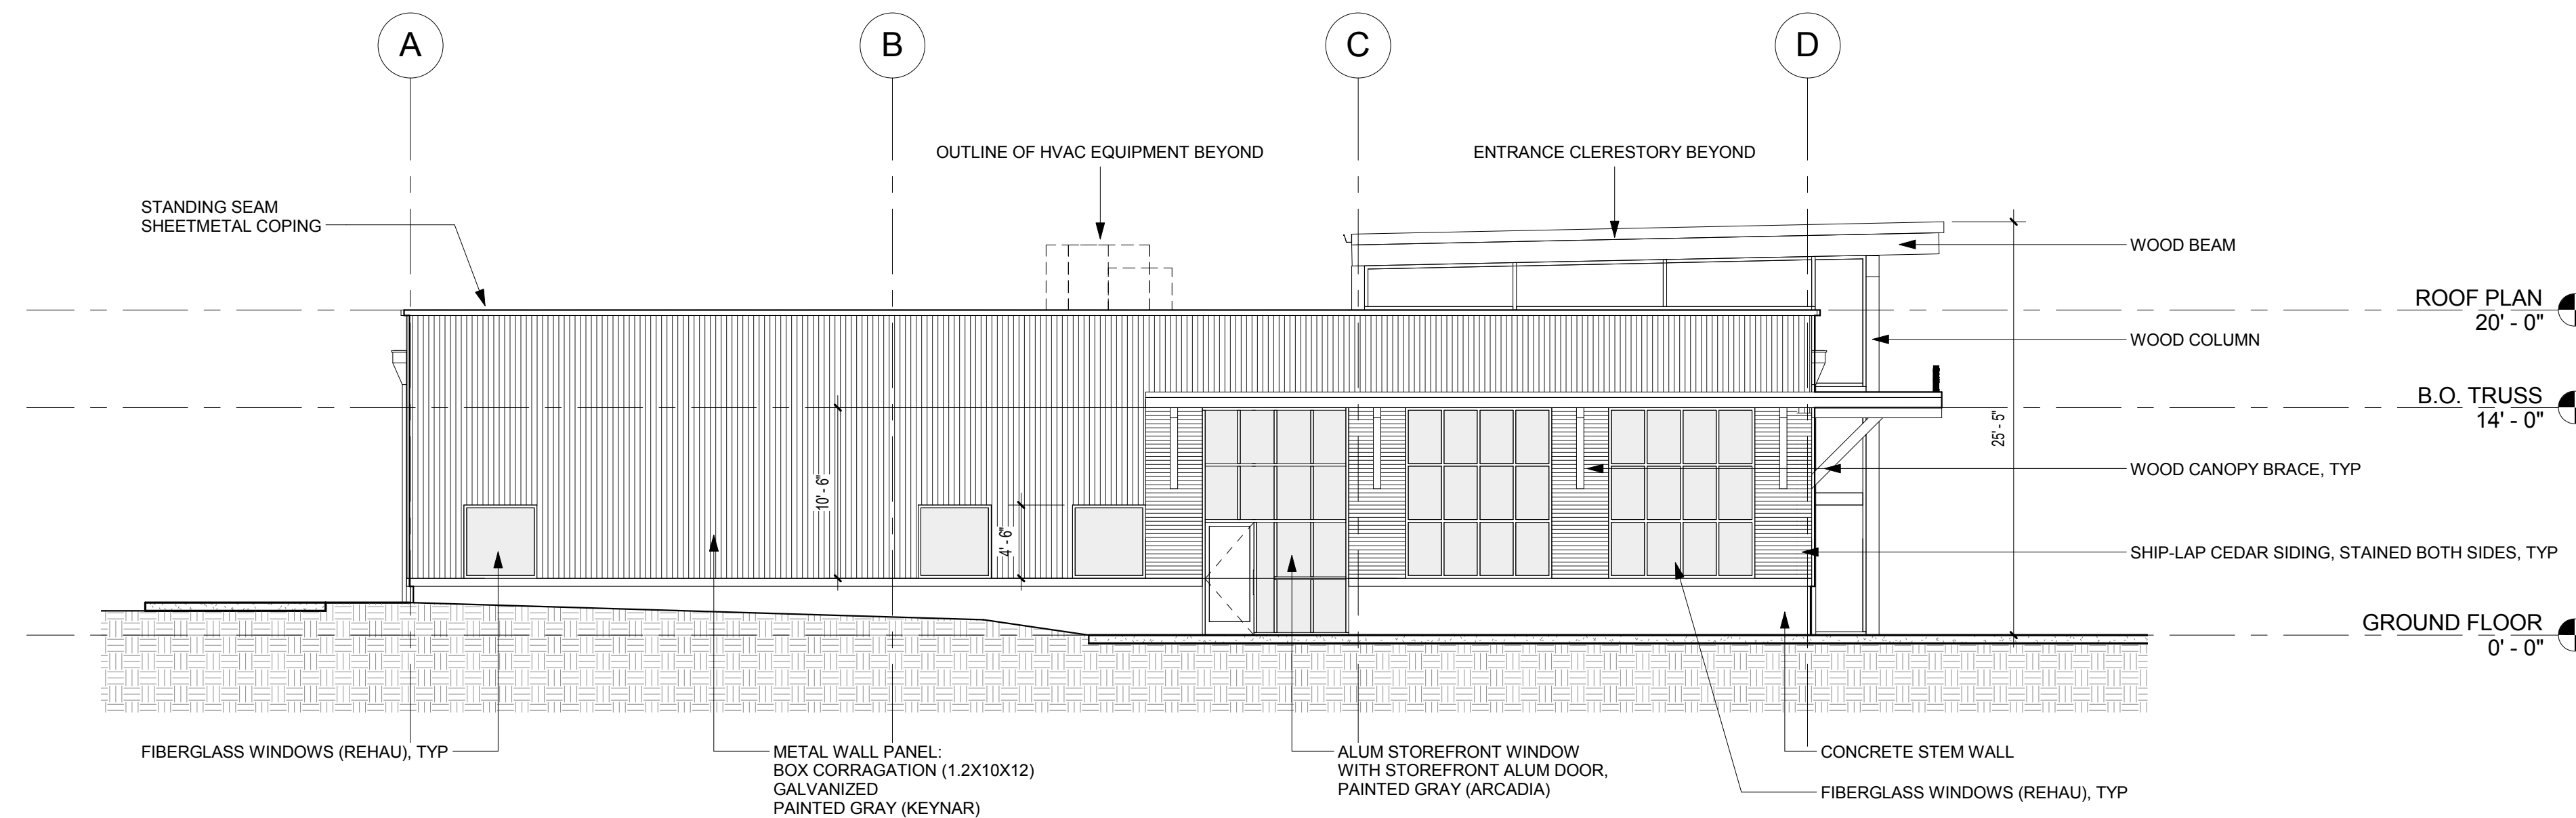 A
B
C
D
OUTLINE OF HVAC EQUIPMENT BEYOND
ENTRANCE CLERESTORY BEYOND
STANDING SEAM
SHEETMETAL COPING
WOOD BEAM
ROOF PLAN
20' - 0"
WOOD COLUMN
B.O. TRUSS
14' - 0"
25' - 5"
10' - 6"
4' - 6"
WOOD CANOPY BRACE, TYP
SHIP-LAP CEDAR SIDING, STAINED BOTH SIDES, TYP
GROUND FLOOR
0' - 0"
FIBERGLASS WINDOWS (REHAU), TYP
METAL WALL PANEL:
BOX CORRAGATION (1.2X10X12)
GALVANIZED
PAINTED GRAY (KEYNAR)
ALUM STOREFRONT WINDOW
WITH STOREFRONT ALUM DOOR,
PAINTED GRAY (ARCADIA)
CONCRETE STEM WALL
FIBERGLASS WINDOWS (REHAU), TYP